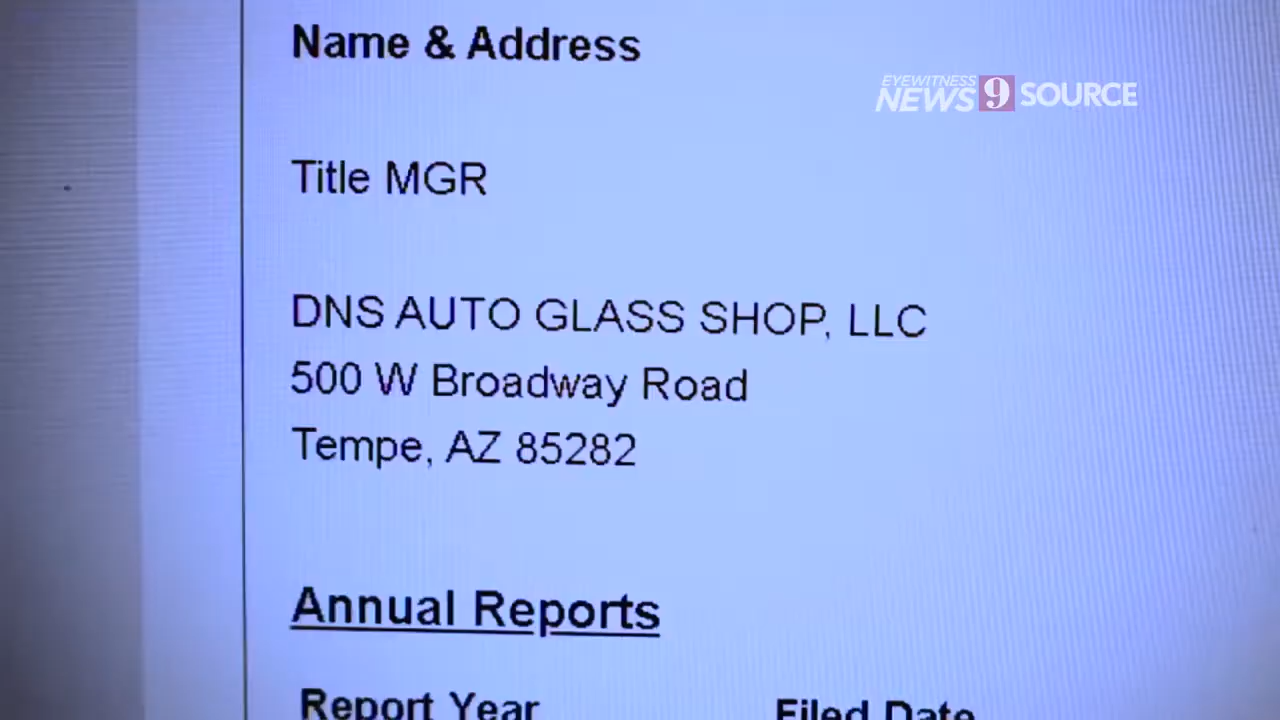 Name & Address
EYEWITNESS
NEWS 9 SOURCE
Title MGR
DNS AUTO GLASS SHOP, LLC
500 W Broadway Road
Tempe, AZ 85282
Annual Reports
Report Year Filed Date